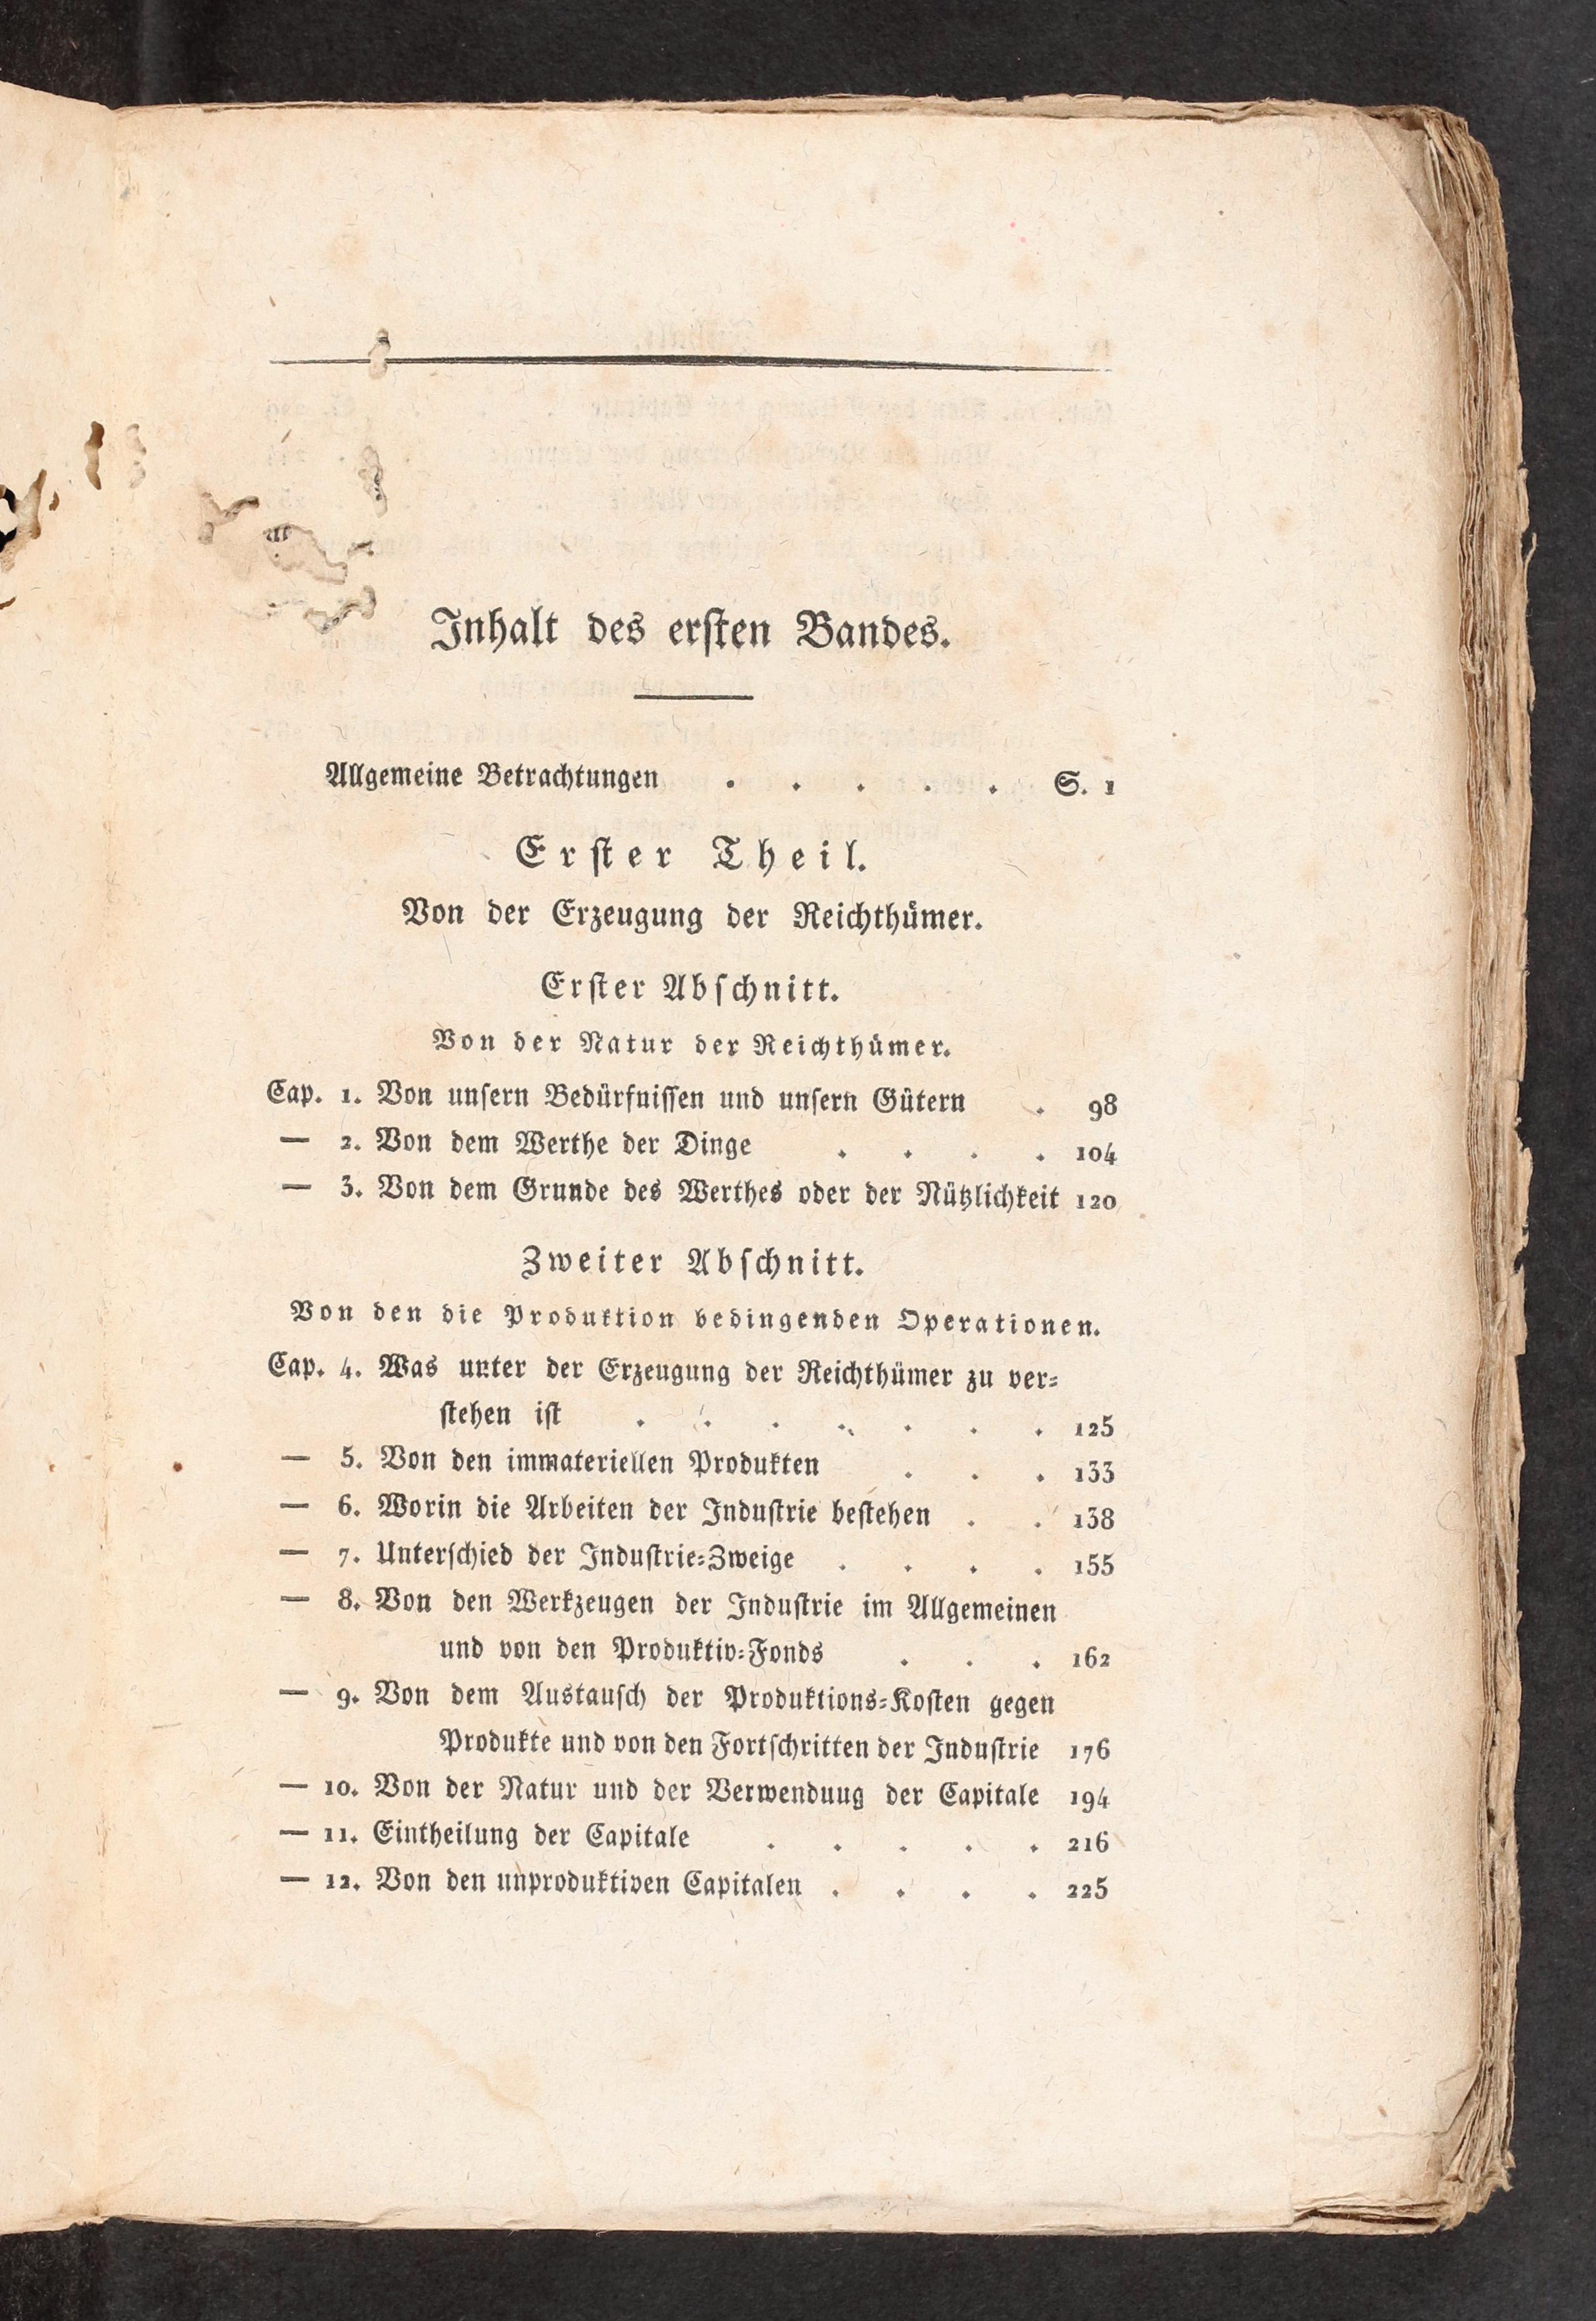 Inhalt des ersten Bandes.
Allgemeine Betrachtungen . . . . . S. 1
Erster Theil.
Von der Erzeugung der Reichthümer.
Erster Abschnitt.
Von der Natur der Reichthümer.
Cap. 1. Von unsern Bedürfnissen und unsern Gütern . 98
— 2. Von dem Werthe der Dinge . . . . 104
— 3. Von dem Grunde des Werthes oder der Nützlichkeit 120
Zweiter Abschnitt.
Von den die Produktion bedingenden Operationen.
Cap. 4. Was unter der Erzeugung der Reichthümer zu ver-
stehen ist . . . . . . . 125
— 5. Von den immateriellen Produkten . . . 133
— 6. Worin die Arbeiten der Industrie bestehen . . 138
— 7. Unterschied der Industrie-Zweige . . . . 155
— 8. Von den Werkzeugen der Industrie im Allgemeinen
und von den Produktiv-Fonds . . . 162
— 9. Von dem Austausch der Produktions-Kosten gegen
Produkte und von den Fortschritten der Industrie 176
— 10. Von der Natur und der Verwenduug der Capitale 194
— 11. Eintheilung der Capitale . . . . . 216
— 12. Von den unproduktiven Capitalen . . . . 225